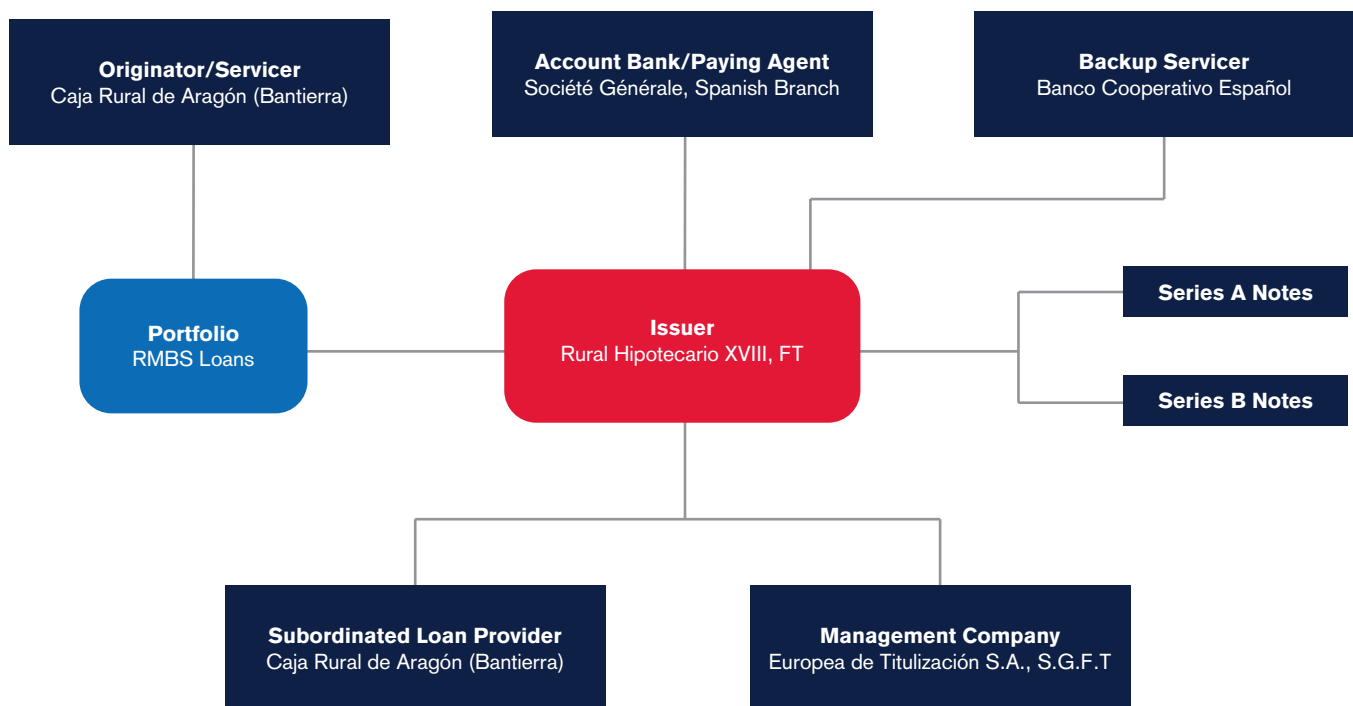 Originator/Servicer
Caja Rural de Aragón (Bantierra)
Account Bank/Paying Agent
Société Générale, Spanish Branch
Backup Servicer
Banco Cooperativo Español
Portfolio
RMBS Loans
Issuer
Rural Hipotecario XVIII, FT
Series A Notes
Series B Notes
Subordinated Loan Provider
Caja Rural de Aragón (Bantierra)
Management Company
Europea de Titulización S.A., S.G.F.T